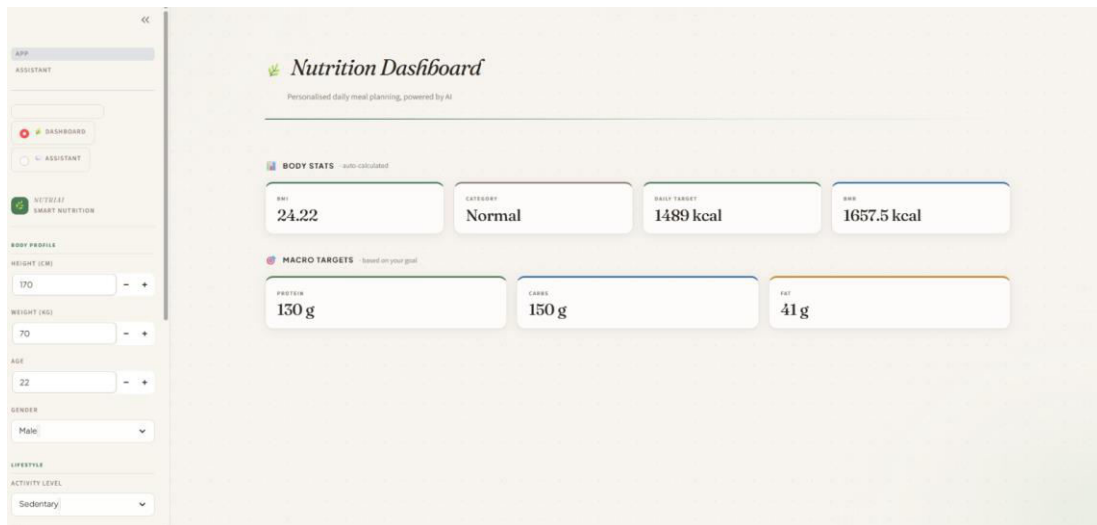 APP
ASSISTANT
DASHBOARD
ASSISTANT
NUTRIAI
SMART NUTRITION
BODY PROFILE
HEIGHT (CM)
170
WEIGHT (KG)
70
AGE
22
GENDER
Male
LIFESTYLE
ACTIVITY LEVEL
Sedentary
Nutrition Dashboard
Personalised daily meal planning, powered by AI
BODY STATS · auto-calculated
BMI
24.22
CATEGORY
Normal
DAILY TARGET
1489 kcal
BMR
1657.5 kcal
MACRO TARGETS · based on your goal
PROTEIN
130 g
CARBS
150 g
FAT
41 g